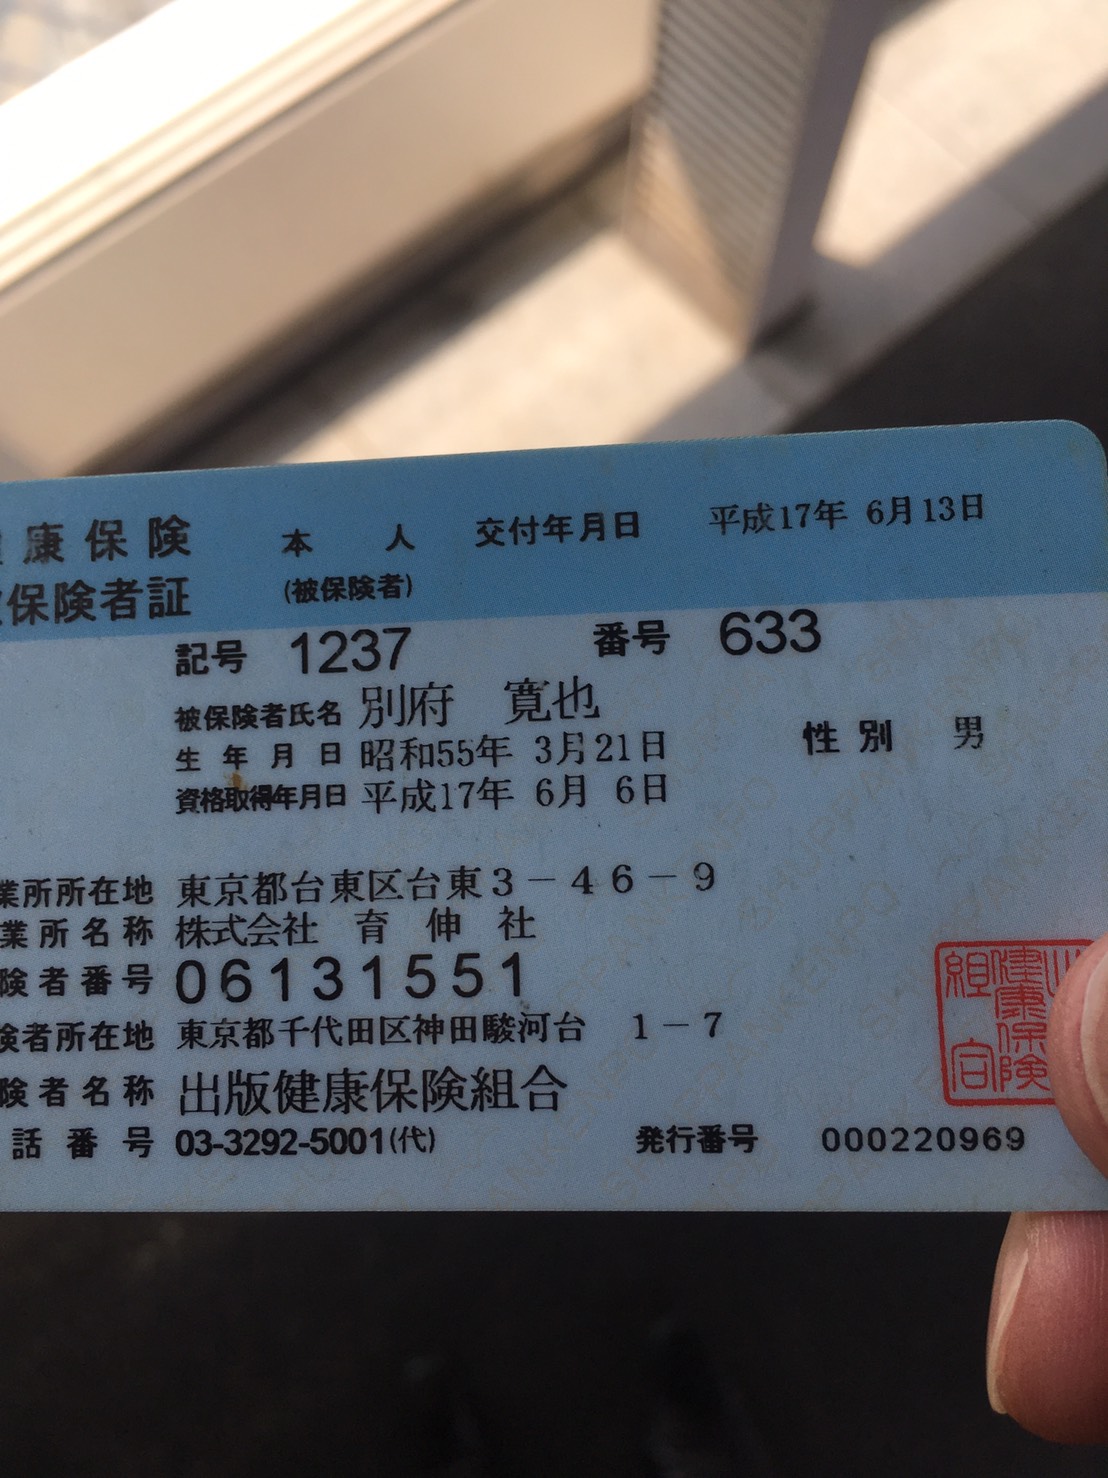 康保険 本人 交付年月日 平成17年 6月13日
保険者証 (被保険者)
記号 1237 番号 633
被保険者氏名 別府 寛也
生年月日 昭和55年 3月21日 性別 男
資格取得年月日 平成17年 6月 6日
業所所在地 東京都台東区台東3-46-9
業所名称 株式会社 育伸社
険者番号 06131551
険者所在地 東京都千代田区神田駿河台 1-7
険者名称 出版健康保険組合
話番号 03-3292-5001(代) 発行番号 000220969
健康保険
組